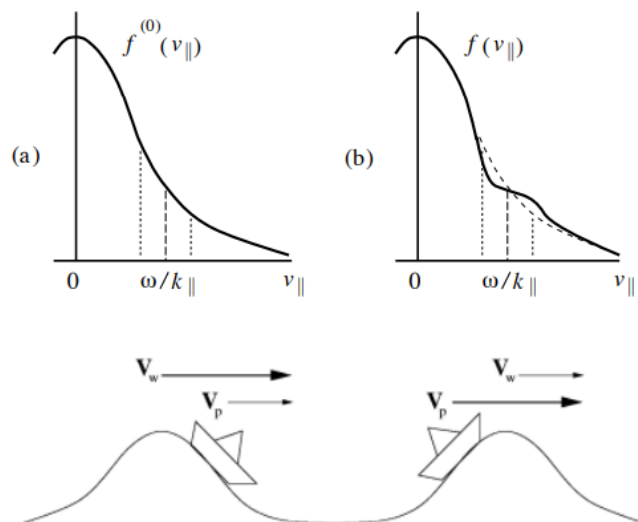 f^(0)(v_∥)
(a)
0 ω/k_∥ v_∥
f(v_∥)
(b)
0 ω/k_∥ v_∥
V_w
V_p
V_w
V_p